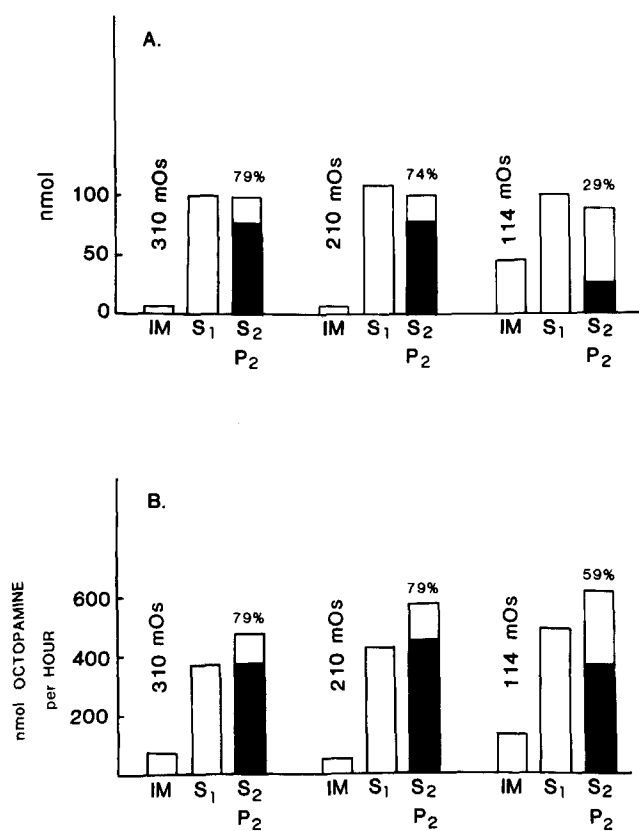 A.
nmol
100
50
0
310 mOs
79%
210 mOs
74%
114 mOs
29%
IM S1 S2 IM S1 S2 IM S1 S2
P2 P2 P2
B.
nmol OCTOPAMINE
per HOUR
600
400
200
310 mOs
79%
210 mOs
79%
114 mOs
59%
IM S1 S2 IM S1 S2 IM S1 S2
P2 P2 P2